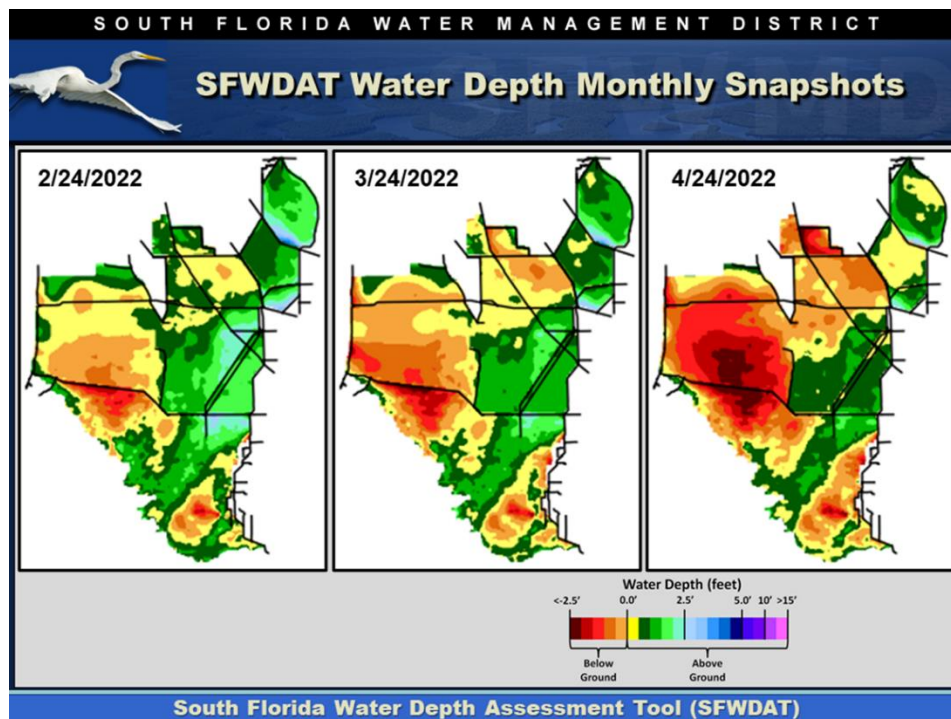 SOUTH FLORIDA WATER MANAGEMENT DISTRICT
SFWDAT Water Depth Monthly Snapshots
2/24/2022
3/24/2022
4/24/2022
Water Depth (feet)
<-2.5' 0.0' 2.5' 5.0' 10' >15'
Below Ground
Above Ground
South Florida Water Depth Assessment Tool (SFWDAT)